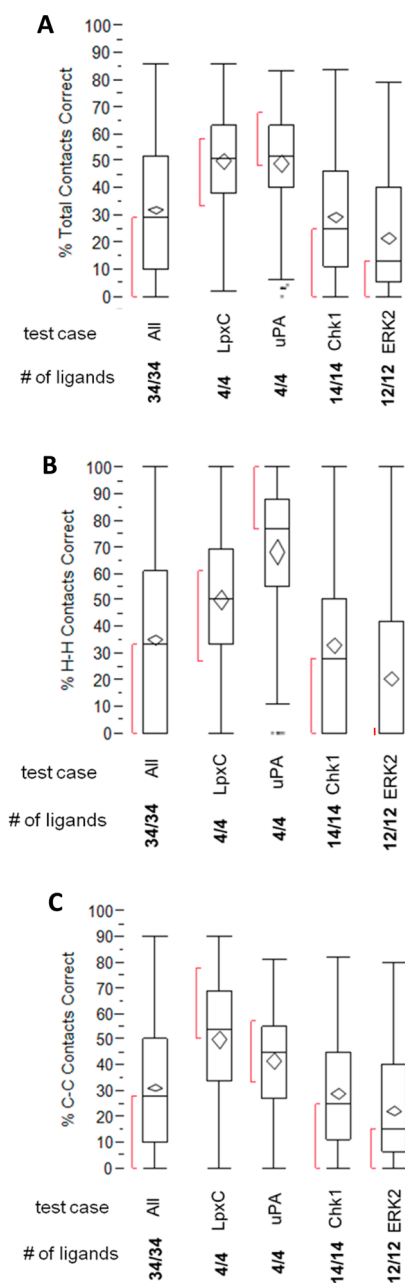 A
% Total Contacts Correct
100
90
80
70
60
50
40
30
20
10
0
test case All LpxC uPA Chk1 ERK2
# of ligands 34/34 4/4 4/4 14/14 12/12
B
% H-H Contacts Correct
100
90
80
70
60
50
40
30
20
10
0
test case All LpxC uPA Chk1 ERK2
# of ligands 34/34 4/4 4/4 14/14 12/12
C
% C-C Contacts Correct
100
90
80
70
60
50
40
30
20
10
0
test case All LpxC uPA Chk1 ERK2
# of ligands 34/34 4/4 4/4 14/14 12/12